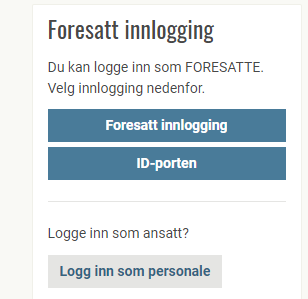 Foresatt innlogging
Du kan logge inn som FORESATTE.
Velg innlogging nedenfor.
Foresatt innlogging
ID-porten
Logge inn som ansatt?
Logg inn som personale